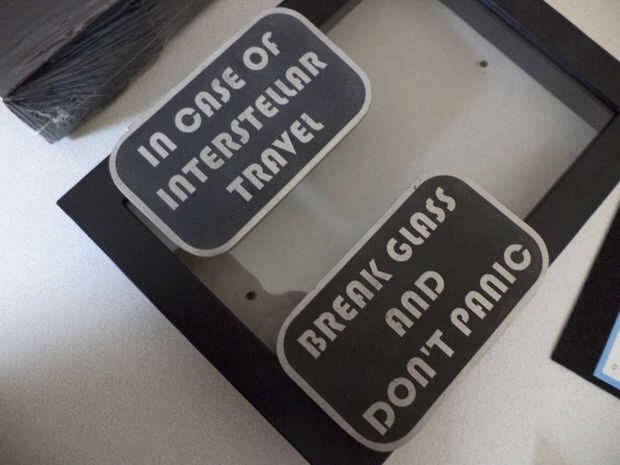 IN CASE OF
INTERSTELLAR
TRAVEL
BREAK GLASS
AND
DON'T PANIC